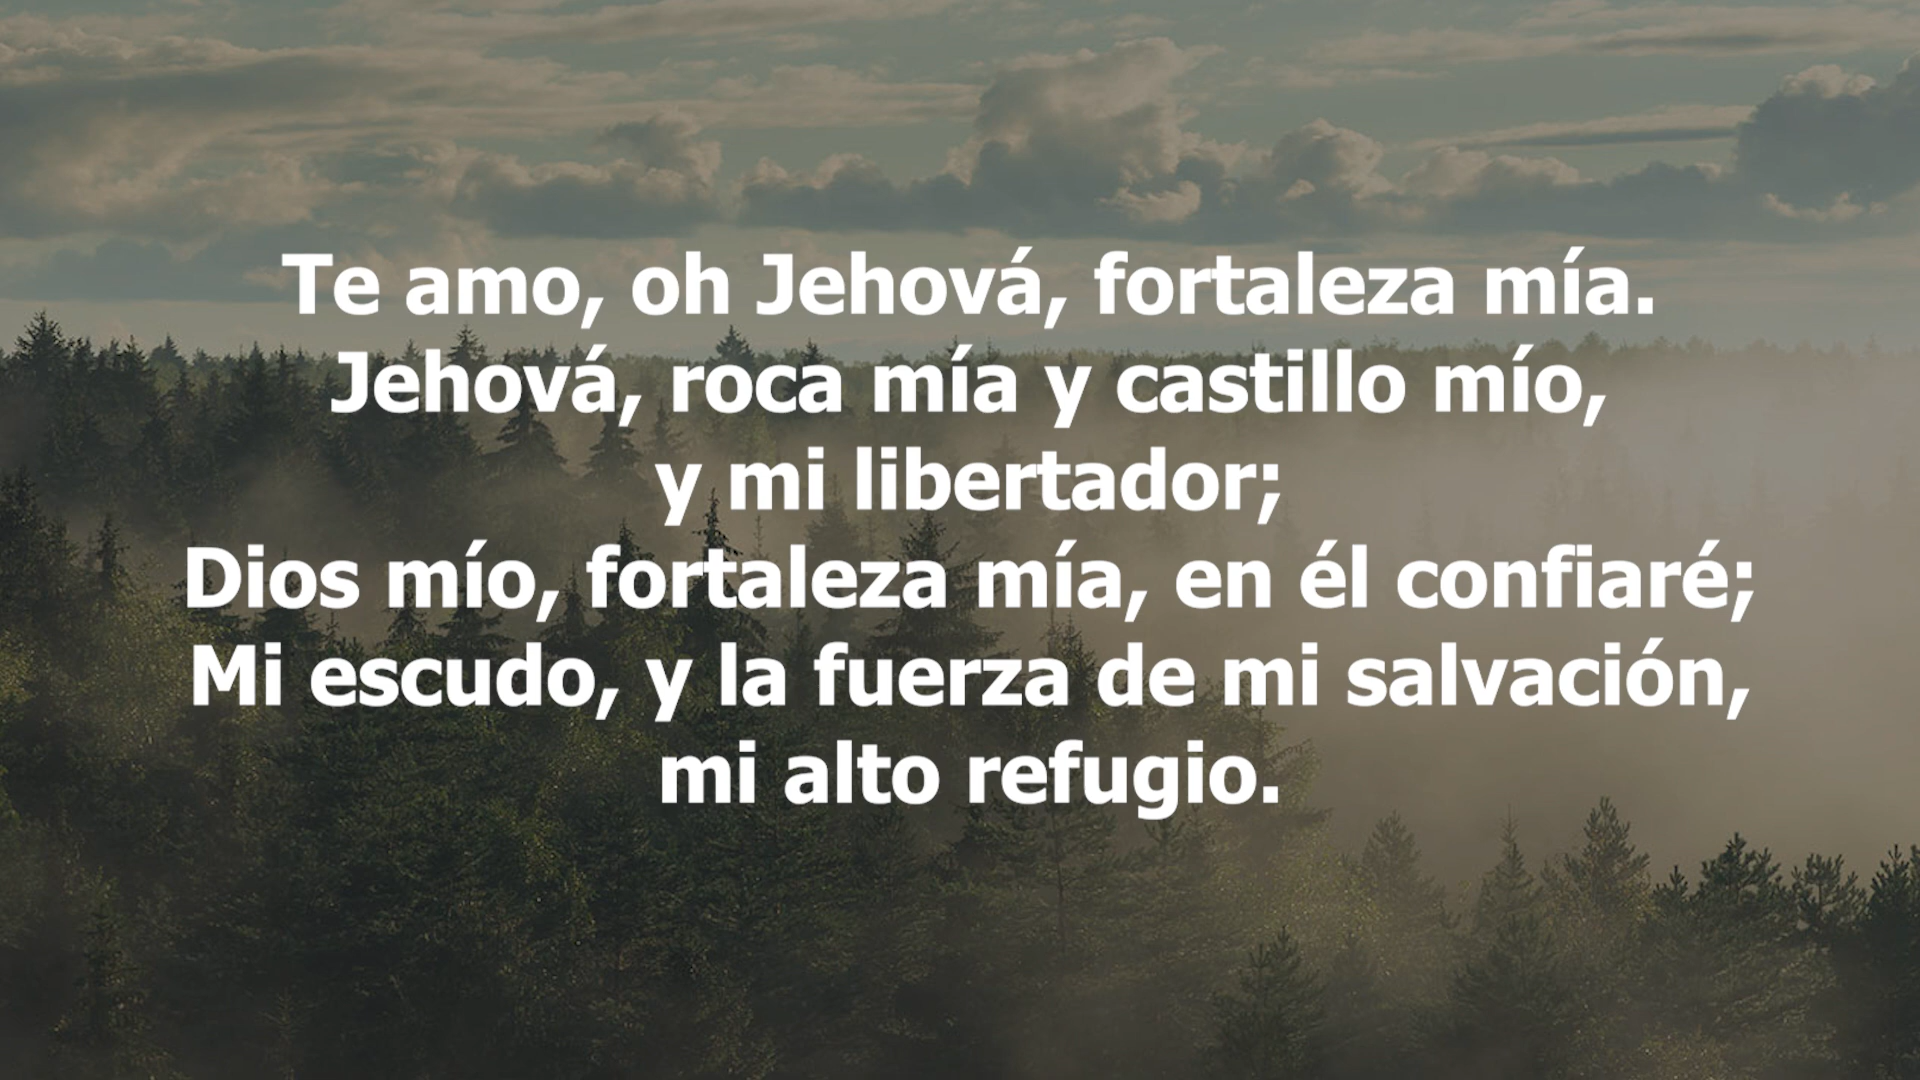 Te amo, oh Jehová, fortaleza mía.
Jehová, roca mía y castillo mío,
y mi libertador;
Dios mío, fortaleza mía, en él confiaré;
Mi escudo, y la fuerza de mi salvación,
mi alto refugio.